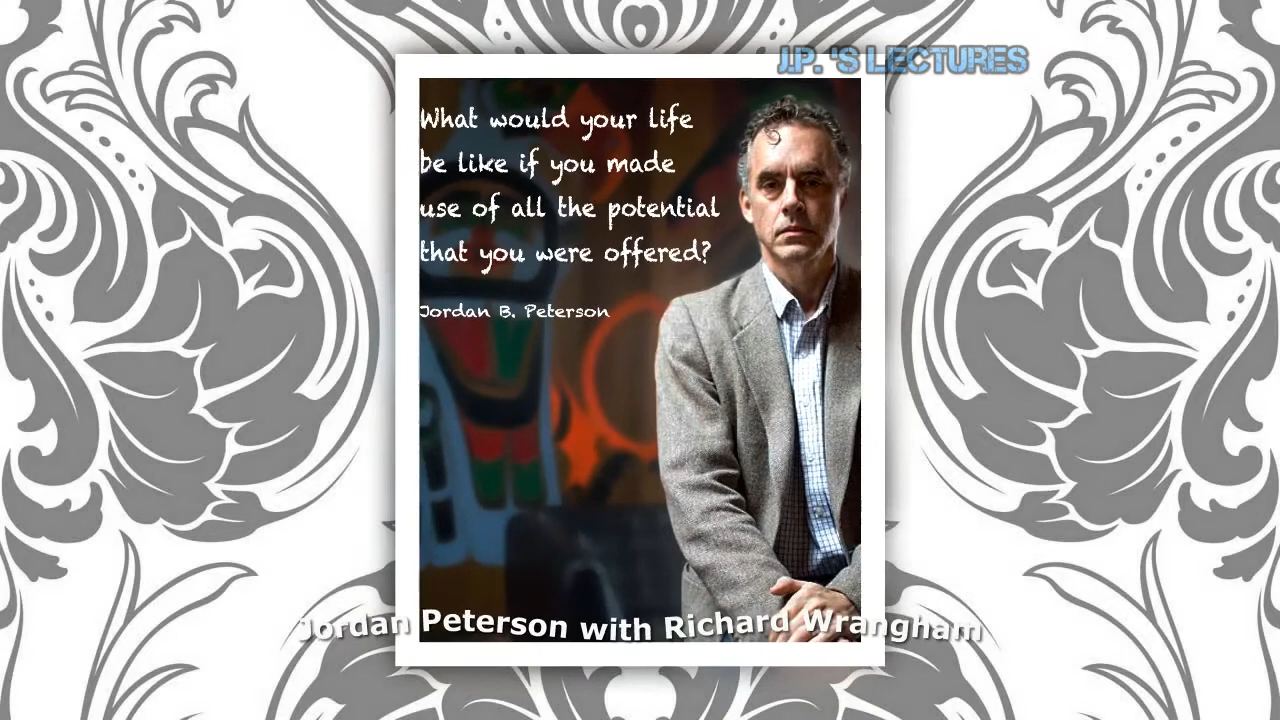 J.P. 'S LECTURES
What would your life
be like if you made
use of all the potential
that you were offered?
Jordan B. Peterson
Jordan Peterson with Richard Wrangham